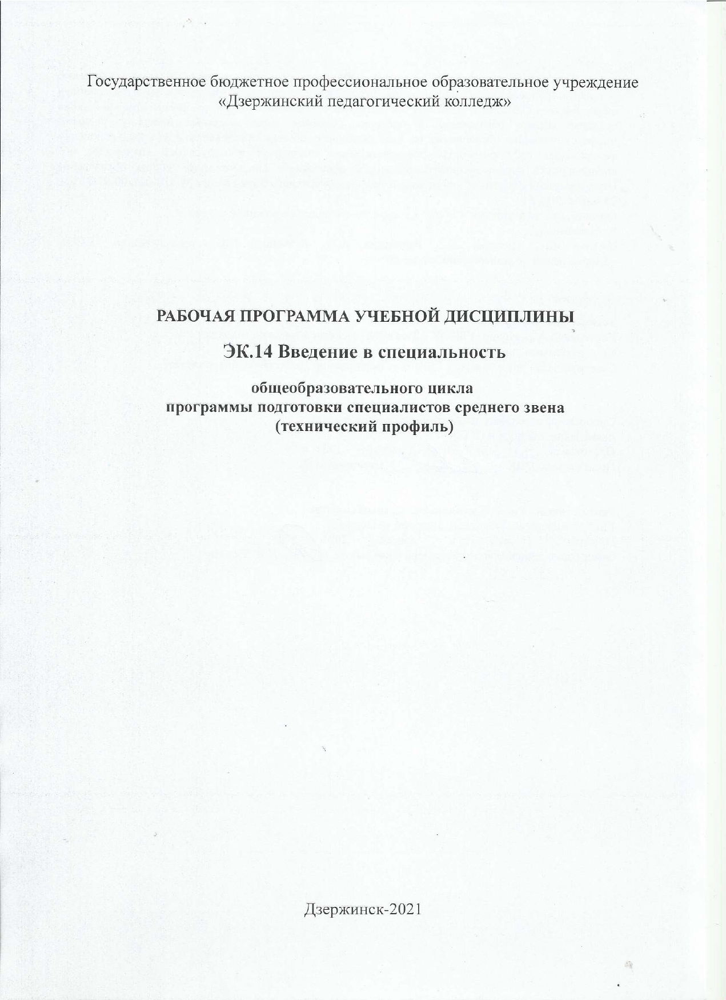 Государственное бюджетное профессиональное образовательное учреждение
«Дзержинский педагогический колледж»
РАБОЧАЯ ПРОГРАММА УЧЕБНОЙ ДИСЦИПЛИНЫ
ЭК.14 Введение в специальность
общеобразовательного цикла
программы подготовки специалистов среднего звена
(технический профиль)
Дзержинск-2021